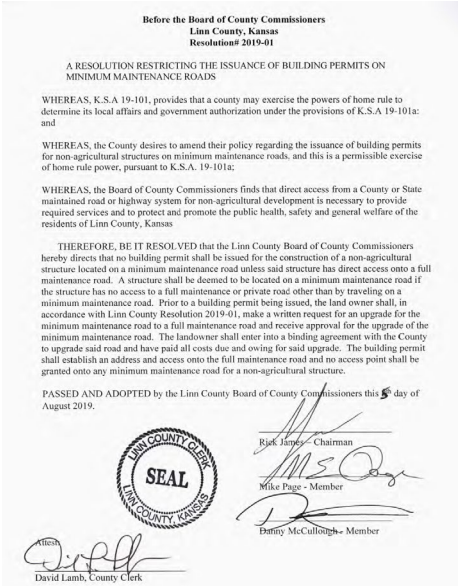 Before the Board of County Commissioners
Linn County, Kansas
Resolution# 2019-01
A RESOLUTION RESTRICTING THE ISSUANCE OF BUILDING PERMITS ON
MINIMUM MAINTENANCE ROADS
WHEREAS, K.S.A 19-101, provides that a county may exercise the powers of home rule to
determine its local affairs and government authorization under the provisions of K.S.A 19-101a:
and
WHEREAS, the County desires to amend their policy regarding the issuance of building permits
for non-agricultural structures on minimum maintenance roads, and this is a permissible exercise
of home rule power, pursuant to K.S.A. 19-101a;
WHEREAS, the Board of County Commissioners finds that direct access from a County or State
maintained road or highway system for non-agricultural development is necessary to provide
required services and to protect and promote the public health, safety and general welfare of the
residents of Linn County, Kansas
THEREFORE, BE IT RESOLVED that the Linn County Board of County Commissioners
hereby directs that no building permit shall be issued for the construction of a non-agricultural
structure located on a minimum maintenance road unless said structure has direct access onto a full
maintenance road. A structure shall be deemed to be located on a minimum maintenance road if
the structure has no access to a full maintenance or private road other than by traveling on a
minimum maintenance road. Prior to a building permit being issued, the land owner shall, in
accordance with Linn County Resolution 2019-01, make a written request for an upgrade for the
minimum maintenance road to a full maintenance road and receive approval for the upgrade of the
minimum maintenance road. The landowner shall enter into a binding agreement with the County
to upgrade said road and have paid all costs due and owing for said upgrade. The building permit
shall establish an address and access onto the full maintenance road and no access point shall be
granted onto any minimum maintenance road for a non-agricultural structure.
PASSED AND ADOPTED by the Linn County Board of County Commissioners this day of
August 2019.
Rick James - Chairman
LINN COUNTY CLERK
SEAL
LINN COUNTY, KANSAS
Mike Page - Member
Danny McCullough - Member
Attest:
David Lamb, County Clerk